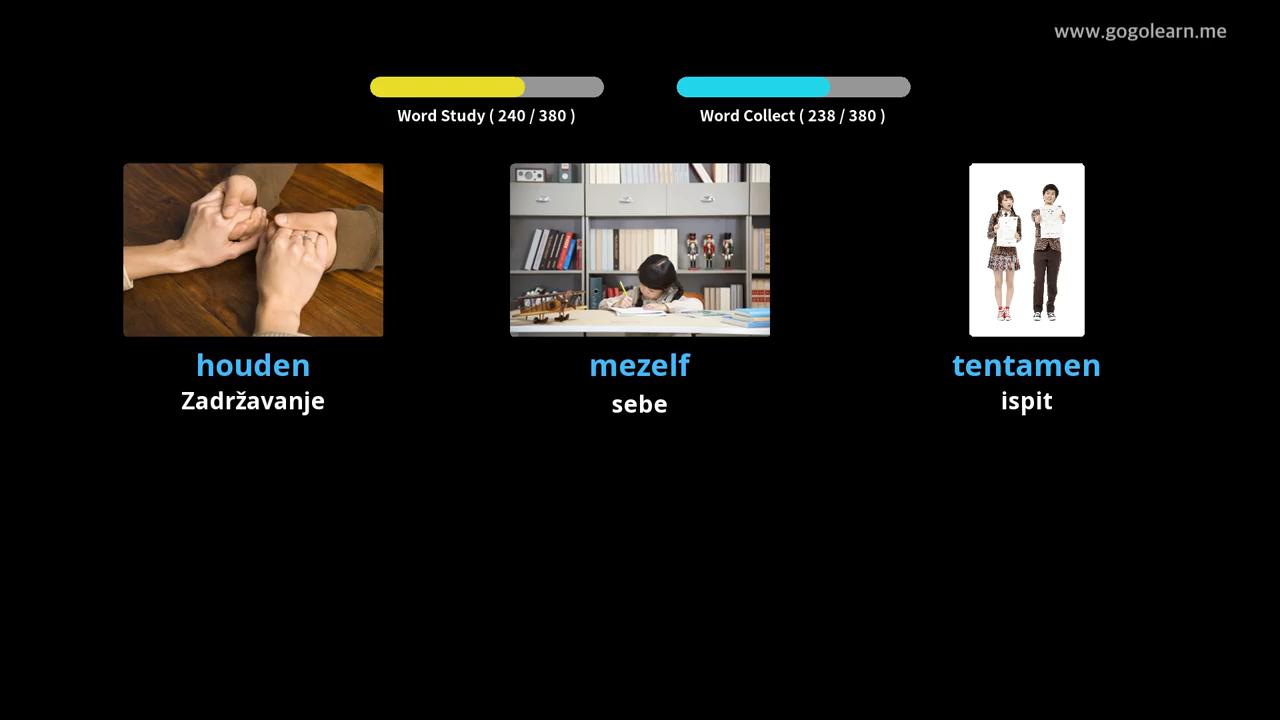 www.gogolearn.me
Word Study ( 240 / 380 )
Word Collect ( 238 / 380 )
houden
Zadržavanje
mezelf
sebe
tentamen
ispit